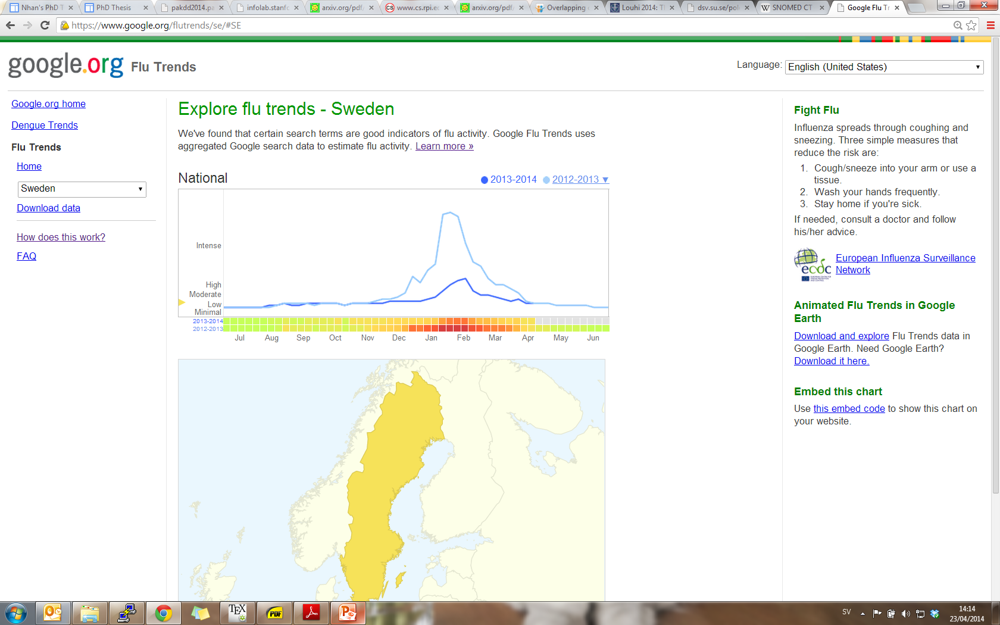 Nhan's PhD T
PhD Thesis
pakdd2014.pa
infolab.stanfo
arxiv.org/pdf/
www.cs.rpi.ec
arxiv.org/pdf/
Overlapping
Louhi 2014: Tl
dsv.su.se/pol
SNOMED CT
Google Flu Tr
https://www.google.org/flutrends/se/#SE
google.org Flu Trends
Language: English (United States)
Google.org home
Dengue Trends
Flu Trends
Home
Sweden
Download data
How does this work?
FAQ
Explore flu trends - Sweden
We've found that certain search terms are good indicators of flu activity. Google Flu Trends uses
aggregated Google search data to estimate flu activity. Learn more »
National
2013-2014 2012-2013 ▼
Intense
High
Moderate
Low
Minimal
2013-2014
2012-2013
Jul Aug Sep Oct Nov Dec Jan Feb Mar Apr May Jun
Fight Flu
Influenza spreads through coughing and
sneezing. Three simple measures that
reduce the risk are:
1. Cough/sneeze into your arm or use a
tissue.
2. Wash your hands frequently.
3. Stay home if you're sick.
If needed, consult a doctor and follow
his/her advice.
ecdc
European Influenza Surveillance
Network
Animated Flu Trends in Google
Earth
Download and explore Flu Trends data in
Google Earth. Need Google Earth?
Download it here.
Embed this chart
Use this embed code to show this chart on
your website.
TEX
PDF
SV
14:14
23/04/2014